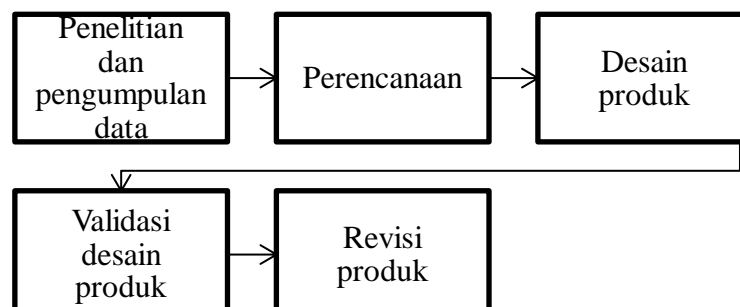 Penelitian
dan
pengumpulan
data
Perencanaan
Desain
produk
Validasi
desain
produk
Revisi
produk